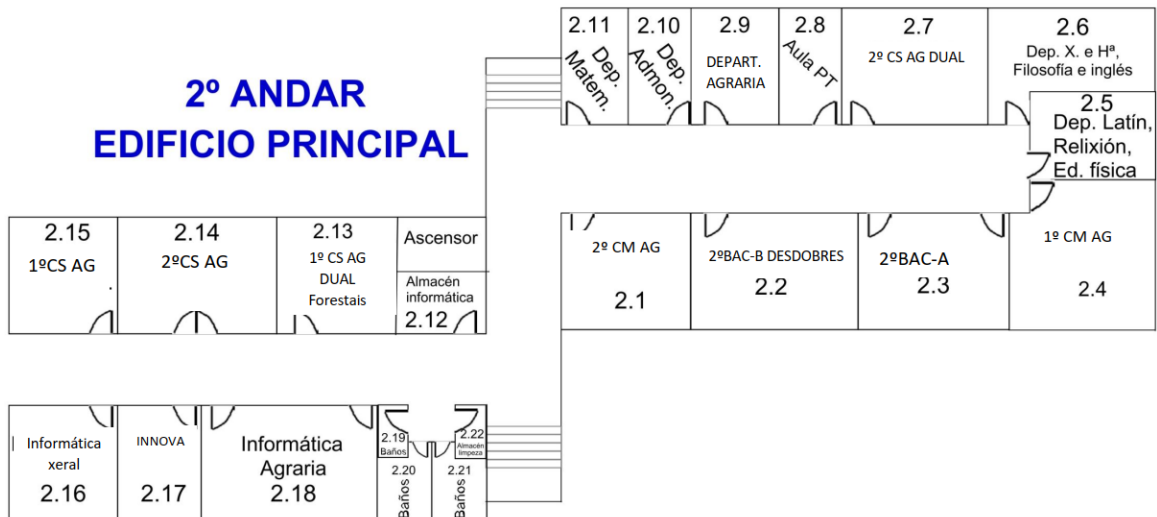 2º ANDAR
EDIFICIO PRINCIPAL
2.11
Dep.
Matem.
2.10
Dep.
Admon.
2.9
DEPART.
AGRARIA
2.8
Aula PT
2.7
2º CS AG DUAL
2.6
Dep. X. e Hª,
Filosofía e inglés
2.5
Dep. Latín,
Relixión,
Ed. física
2.15
1ºCS AG
2.14
2ºCS AG
2.13
1º CS AG
DUAL
Forestais
Ascensor
Almacén
informática
2.12
2º CM AG
2.1
2ºBAC-B DESDOBRES
2.2
2ºBAC-A
2.3
1º CM AG
2.4
Informática
xeral
2.16
INNOVA
2.17
Informática
Agraria
2.18
2.19
Baños
2.20
Baños
2.21
Baños
2.22
Almacén
limpeza